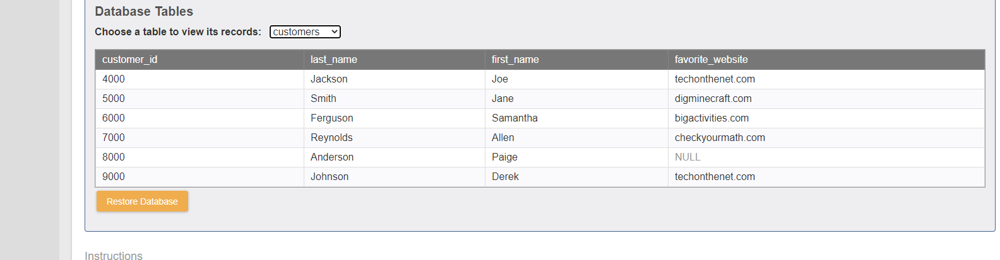 Database Tables
Choose a table to view its records: customers
customer_id last_name first_name favorite_website
4000 Jackson Joe techonthenet.com
5000 Smith Jane digminecraft.com
6000 Ferguson Samantha bigactivities.com
7000 Reynolds Allen checkyourmath.com
8000 Anderson Paige NULL
9000 Johnson Derek techonthenet.com
Restore Database
Instructions